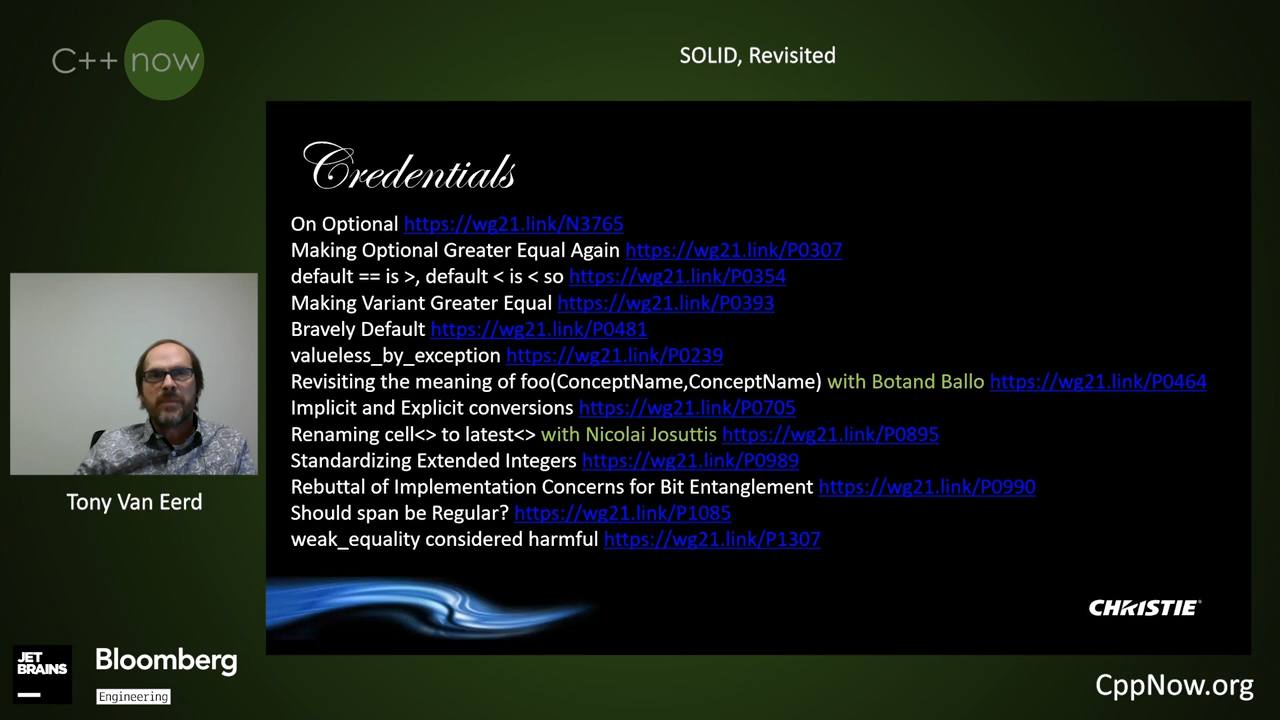 C++ now
SOLID, Revisited
Credentials
On Optional https://wg21.link/N3765
Making Optional Greater Equal Again https://wg21.link/P0307
default == is >, default < is < so https://wg21.link/P0354
Making Variant Greater Equal https://wg21.link/P0393
Bravely Default https://wg21.link/P0481
valueless_by_exception https://wg21.link/P0239
Revisiting the meaning of foo(ConceptName,ConceptName) with Botand Ballo https://wg21.link/P0464
Implicit and Explicit conversions https://wg21.link/P0705
Renaming cell<> to latest<> with Nicolai Josuttis https://wg21.link/P0895
Standardizing Extended Integers https://wg21.link/P0989
Rebuttal of Implementation Concerns for Bit Entanglement https://wg21.link/P0990
Should span be Regular? https://wg21.link/P1085
weak_equality considered harmful https://wg21.link/P1307
Tony Van Eerd
CHRISTIE
JET
BRAINS
Bloomberg
Engineering
CppNow.org